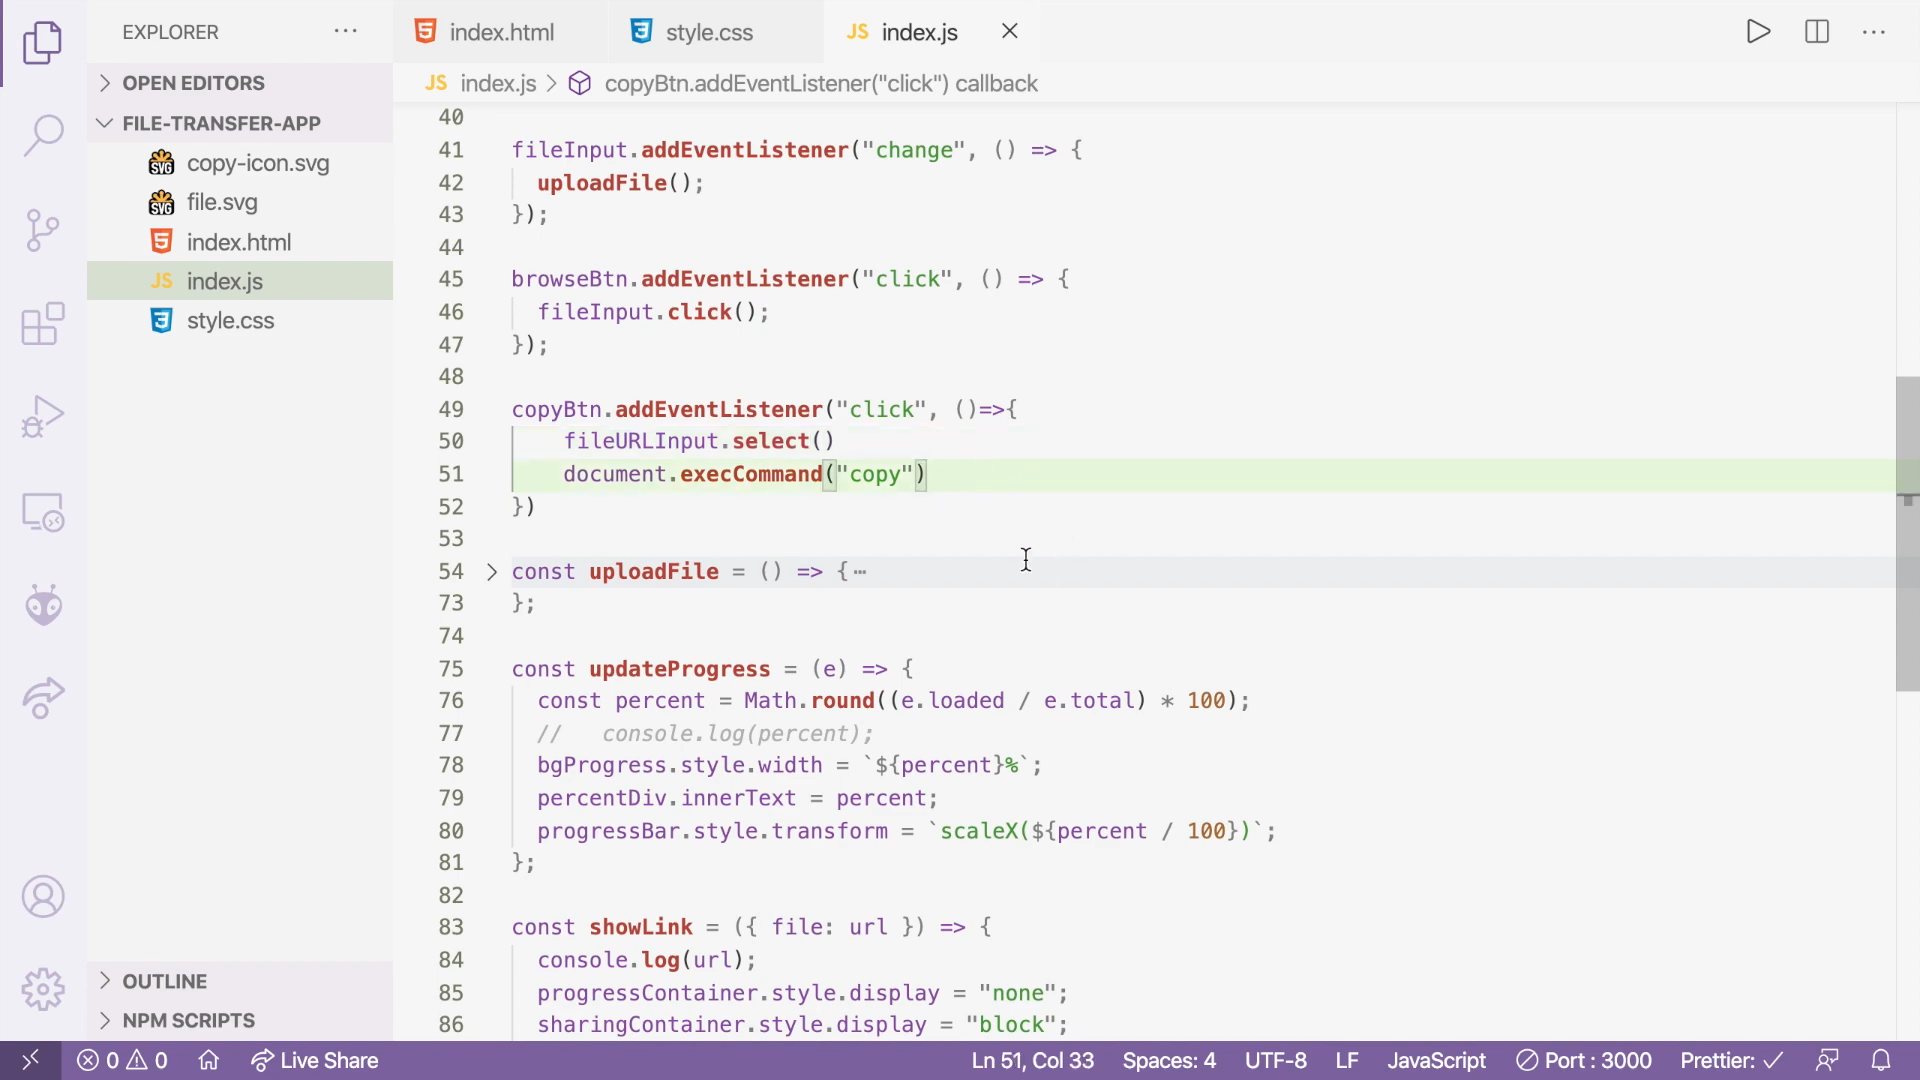 EXPLORER
OPEN EDITORS
FILE-TRANSFER-APP
SVG copy-icon.svg
SVG file.svg
index.html
JS index.js
style.css
OUTLINE
NPM SCRIPTS
index.html
style.css
JS index.js
JS index.js > copyBtn.addEventListener("click") callback
40
41 fileInput.addEventListener("change", () => {
42 uploadFile();
43 });
44
45 browseBtn.addEventListener("click", () => {
46 fileInput.click();
47 });
48
49 copyBtn.addEventListener("click", ()=>{
50 fileURLInput.select()
51 document.execCommand("copy")
52 })
53
54 const uploadFile = () => {⋯
73 };
74
75 const updateProgress = (e) => {
76 const percent = Math.round((e.loaded / e.total) * 100);
77 // console.log(percent);
78 bgProgress.style.width = `${percent}%`;
79 percentDiv.innerText = percent;
80 progressBar.style.transform = `scaleX(${percent / 100})`;
81 };
82
83 const showLink = ({ file: url }) => {
84 console.log(url);
85 progressContainer.style.display = "none";
86 sharingContainer.style.display = "block";
0 0 Live Share Ln 51, Col 33 Spaces: 4 UTF-8 LF JavaScript Port : 3000 Prettier: ✓